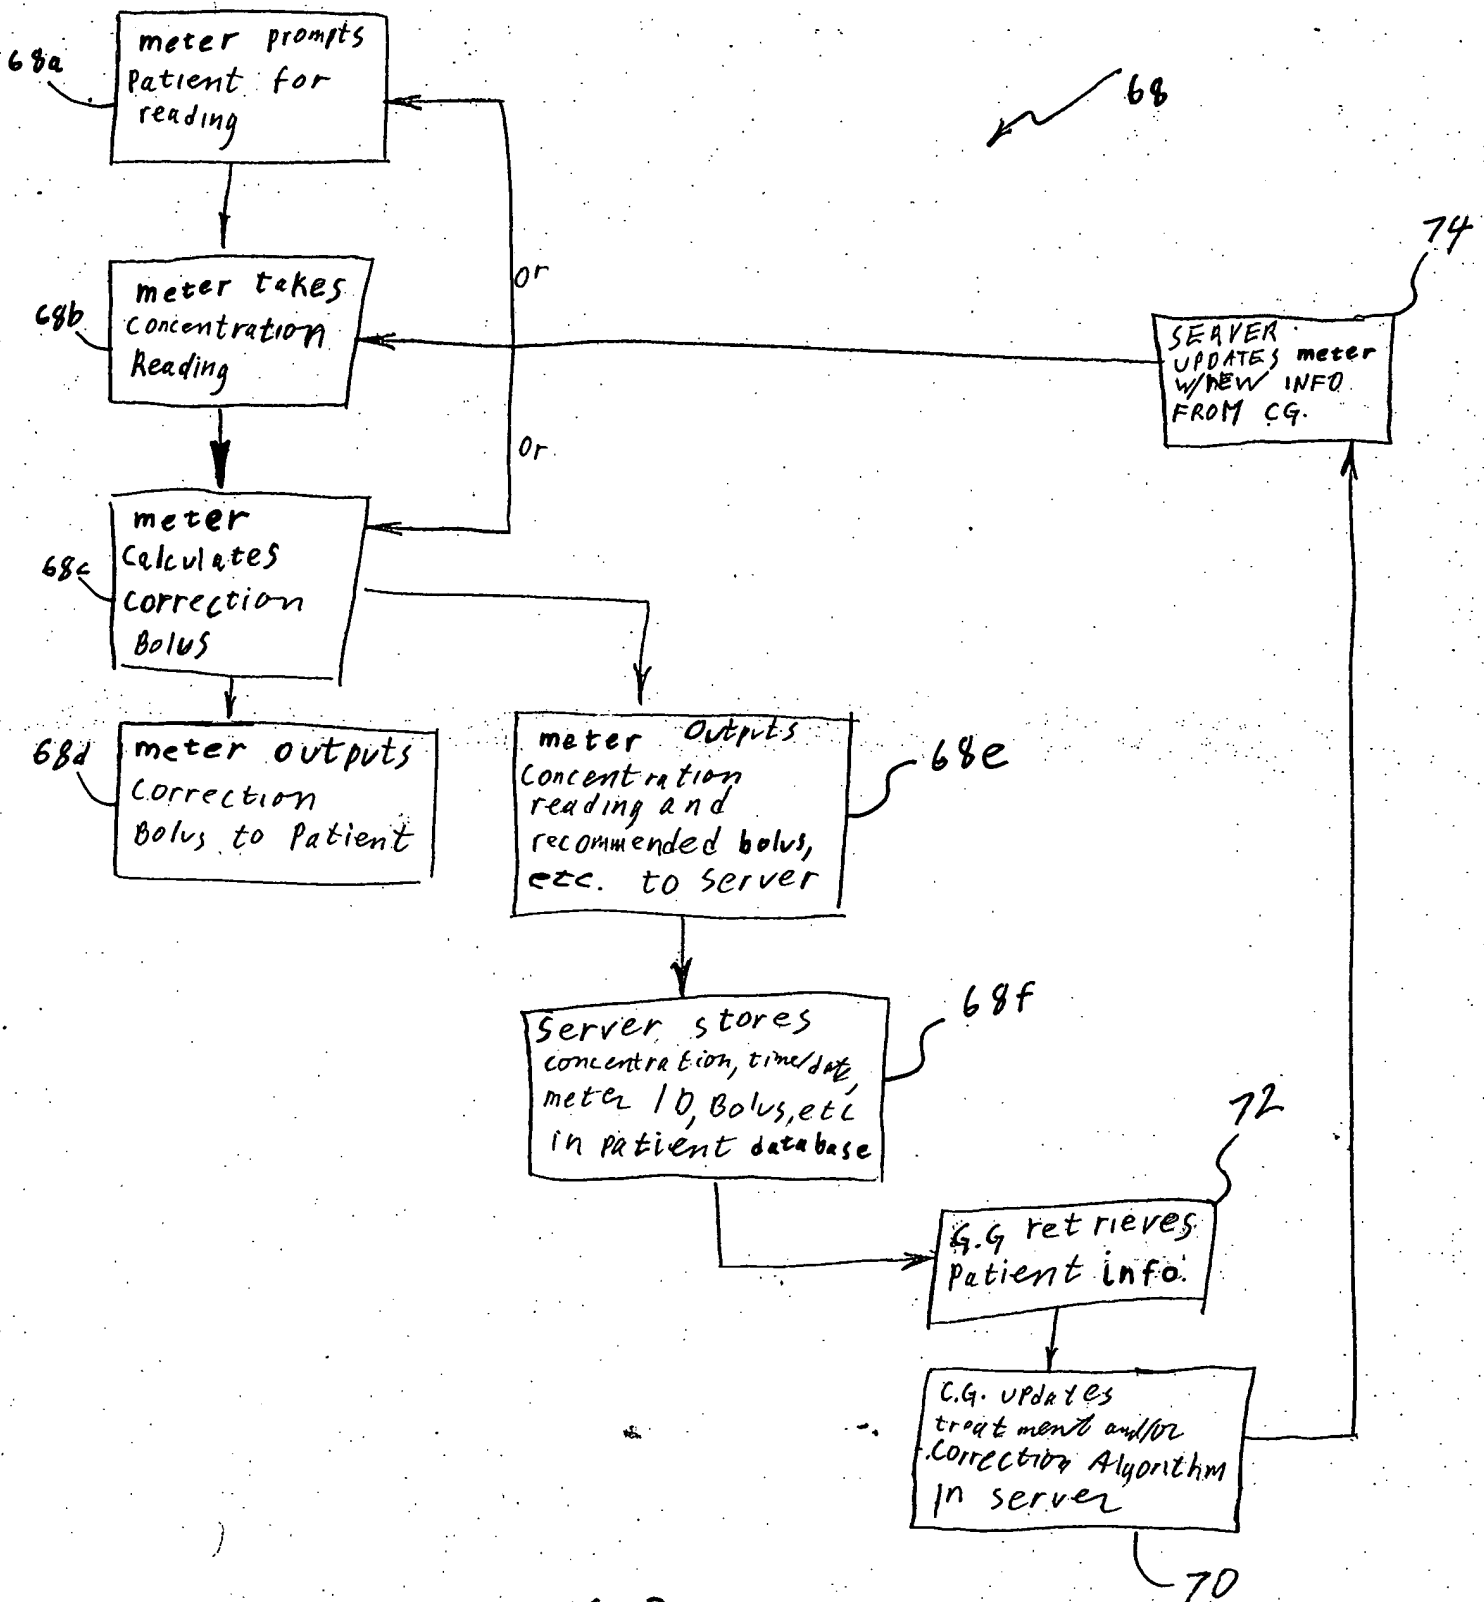 68a
meter prompts
Patient for
reading
68
74
68b
meter takes
Concentration
Reading
or
SERVER
UPDATES meter
W/NEW INFO
FROM CG.
or
68c
meter
Calculates
Correction
Bolus
68d
meter outputs
Correction
Bolus to Patient
meter Outputs
Concentration
reading and
recommended bolus,
etc. to server
68e
Server stores
concentration, time/date,
meter ID, Bolus, etc
in patient database
68f
72
G.G retrieves
Patient info.
C.G. updates
treatment and/or
Correction Algorithm
in server
70